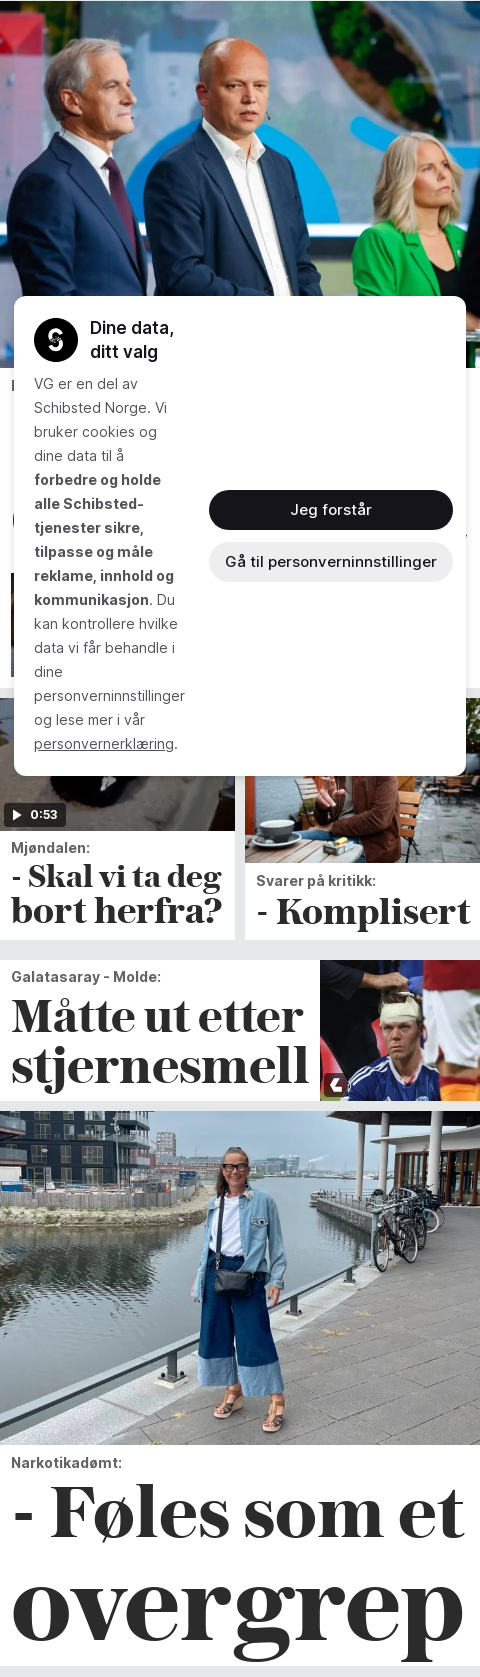 Dine data,
ditt valg
VG er en del av
Schibsted Norge. Vi
bruker cookies og
dine data til å
forbedre og holde
alle Schibsted-
tjenester sikre,
tilpasse og måle
reklame, innhold og
kommunikasjon. Du
kan kontrollere hvilke
data vi får behandle i
dine
personverninnstillinger
og lese mer i vår
personvernerklæring.
Jeg forstår
Gå til personverninnstillinger
0:53
Mjøndalen:
- Skal vi ta deg
bort herfra?
Svarer på kritikk:
- Komplisert
Galatasaray - Molde:
Måtte ut etter
stjernesmell
Narkotikadømt:
- Føles som et
overgrep